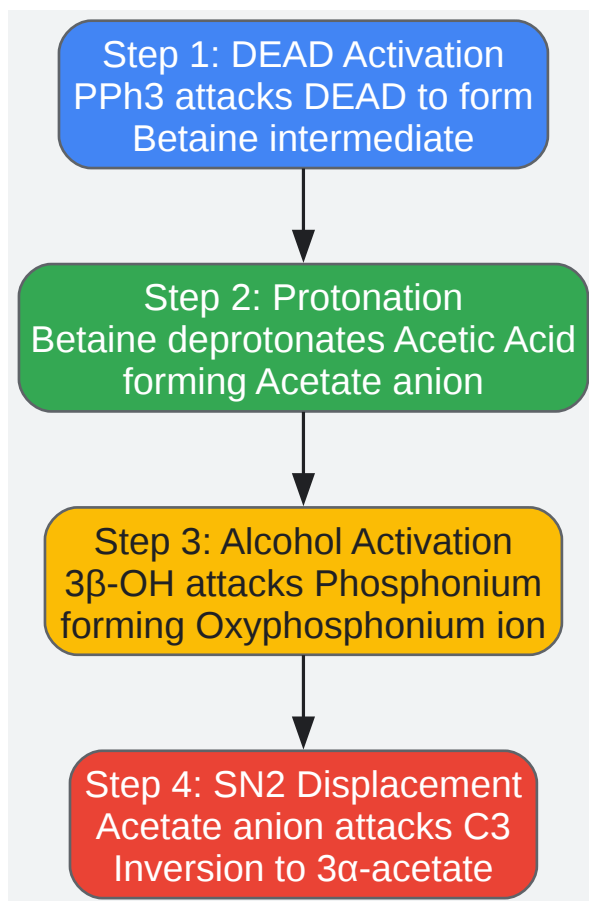 Step 1: DEAD Activation
PPh3 attacks DEAD to form
Betaine intermediate
Step 2: Protonation
Betaine deprotonates Acetic Acid
forming Acetate anion
Step 3: Alcohol Activation
3β-OH attacks Phosphonium
forming Oxyphosphonium ion
Step 4: SN2 Displacement
Acetate anion attacks C3
Inversion to 3α-acetate